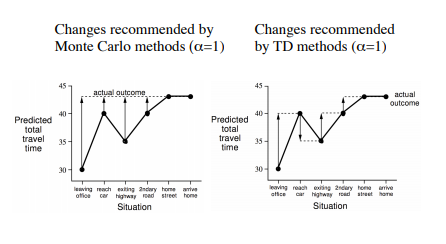 Changes recommended by
Monte Carlo methods (α=1)
Changes recommended
by TD methods (α=1)
45
40
35
30
Predicted
total
travel
time
actual outcome
leaving
office
reach
car
exiting
highway
2ndary
road
home
street
arrive
home
Situation
45
40
35
30
Predicted
total
travel
time
actual
outcome
leaving
office
reach
car
exiting
highway
2ndary
road
home
street
arrive
home
Situation